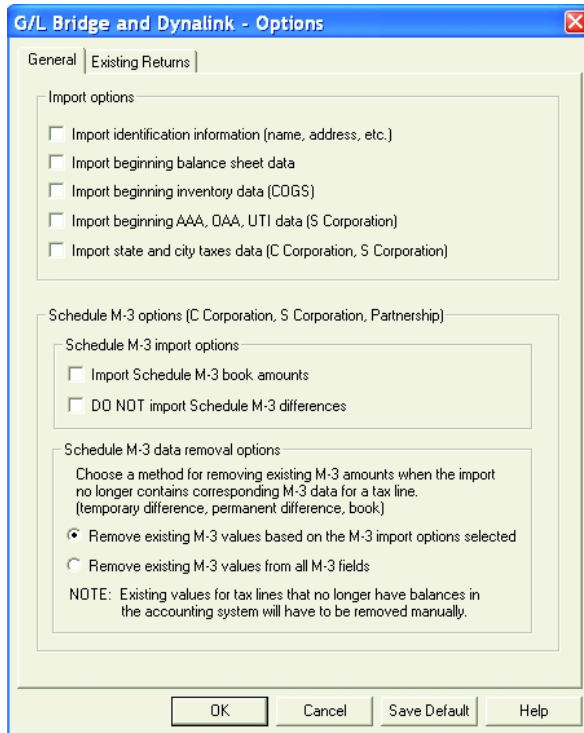 G/L Bridge and Dynalink - Options
General
Existing Returns
Import options
Import identification information (name, address, etc.)
Import beginning balance sheet data
Import beginning inventory data (COGS)
Import beginning AAA, OAA, UTI data (S Corporation)
Import state and city taxes data (C Corporation, S Corporation)
Schedule M-3 options (C Corporation, S Corporation, Partnership)
Schedule M-3 import options
Import Schedule M-3 book amounts
DO NOT import Schedule M-3 differences
Schedule M-3 data removal options
Choose a method for removing existing M-3 amounts when the import
no longer contains corresponding M-3 data for a tax line.
(temporary difference, permanent difference, book)
Remove existing M-3 values based on the M-3 import options selected
Remove existing M-3 values from all M-3 fields
NOTE: Existing values for tax lines that no longer have balances in
the accounting system will have to be removed manually.
OK
Cancel
Save Default
Help